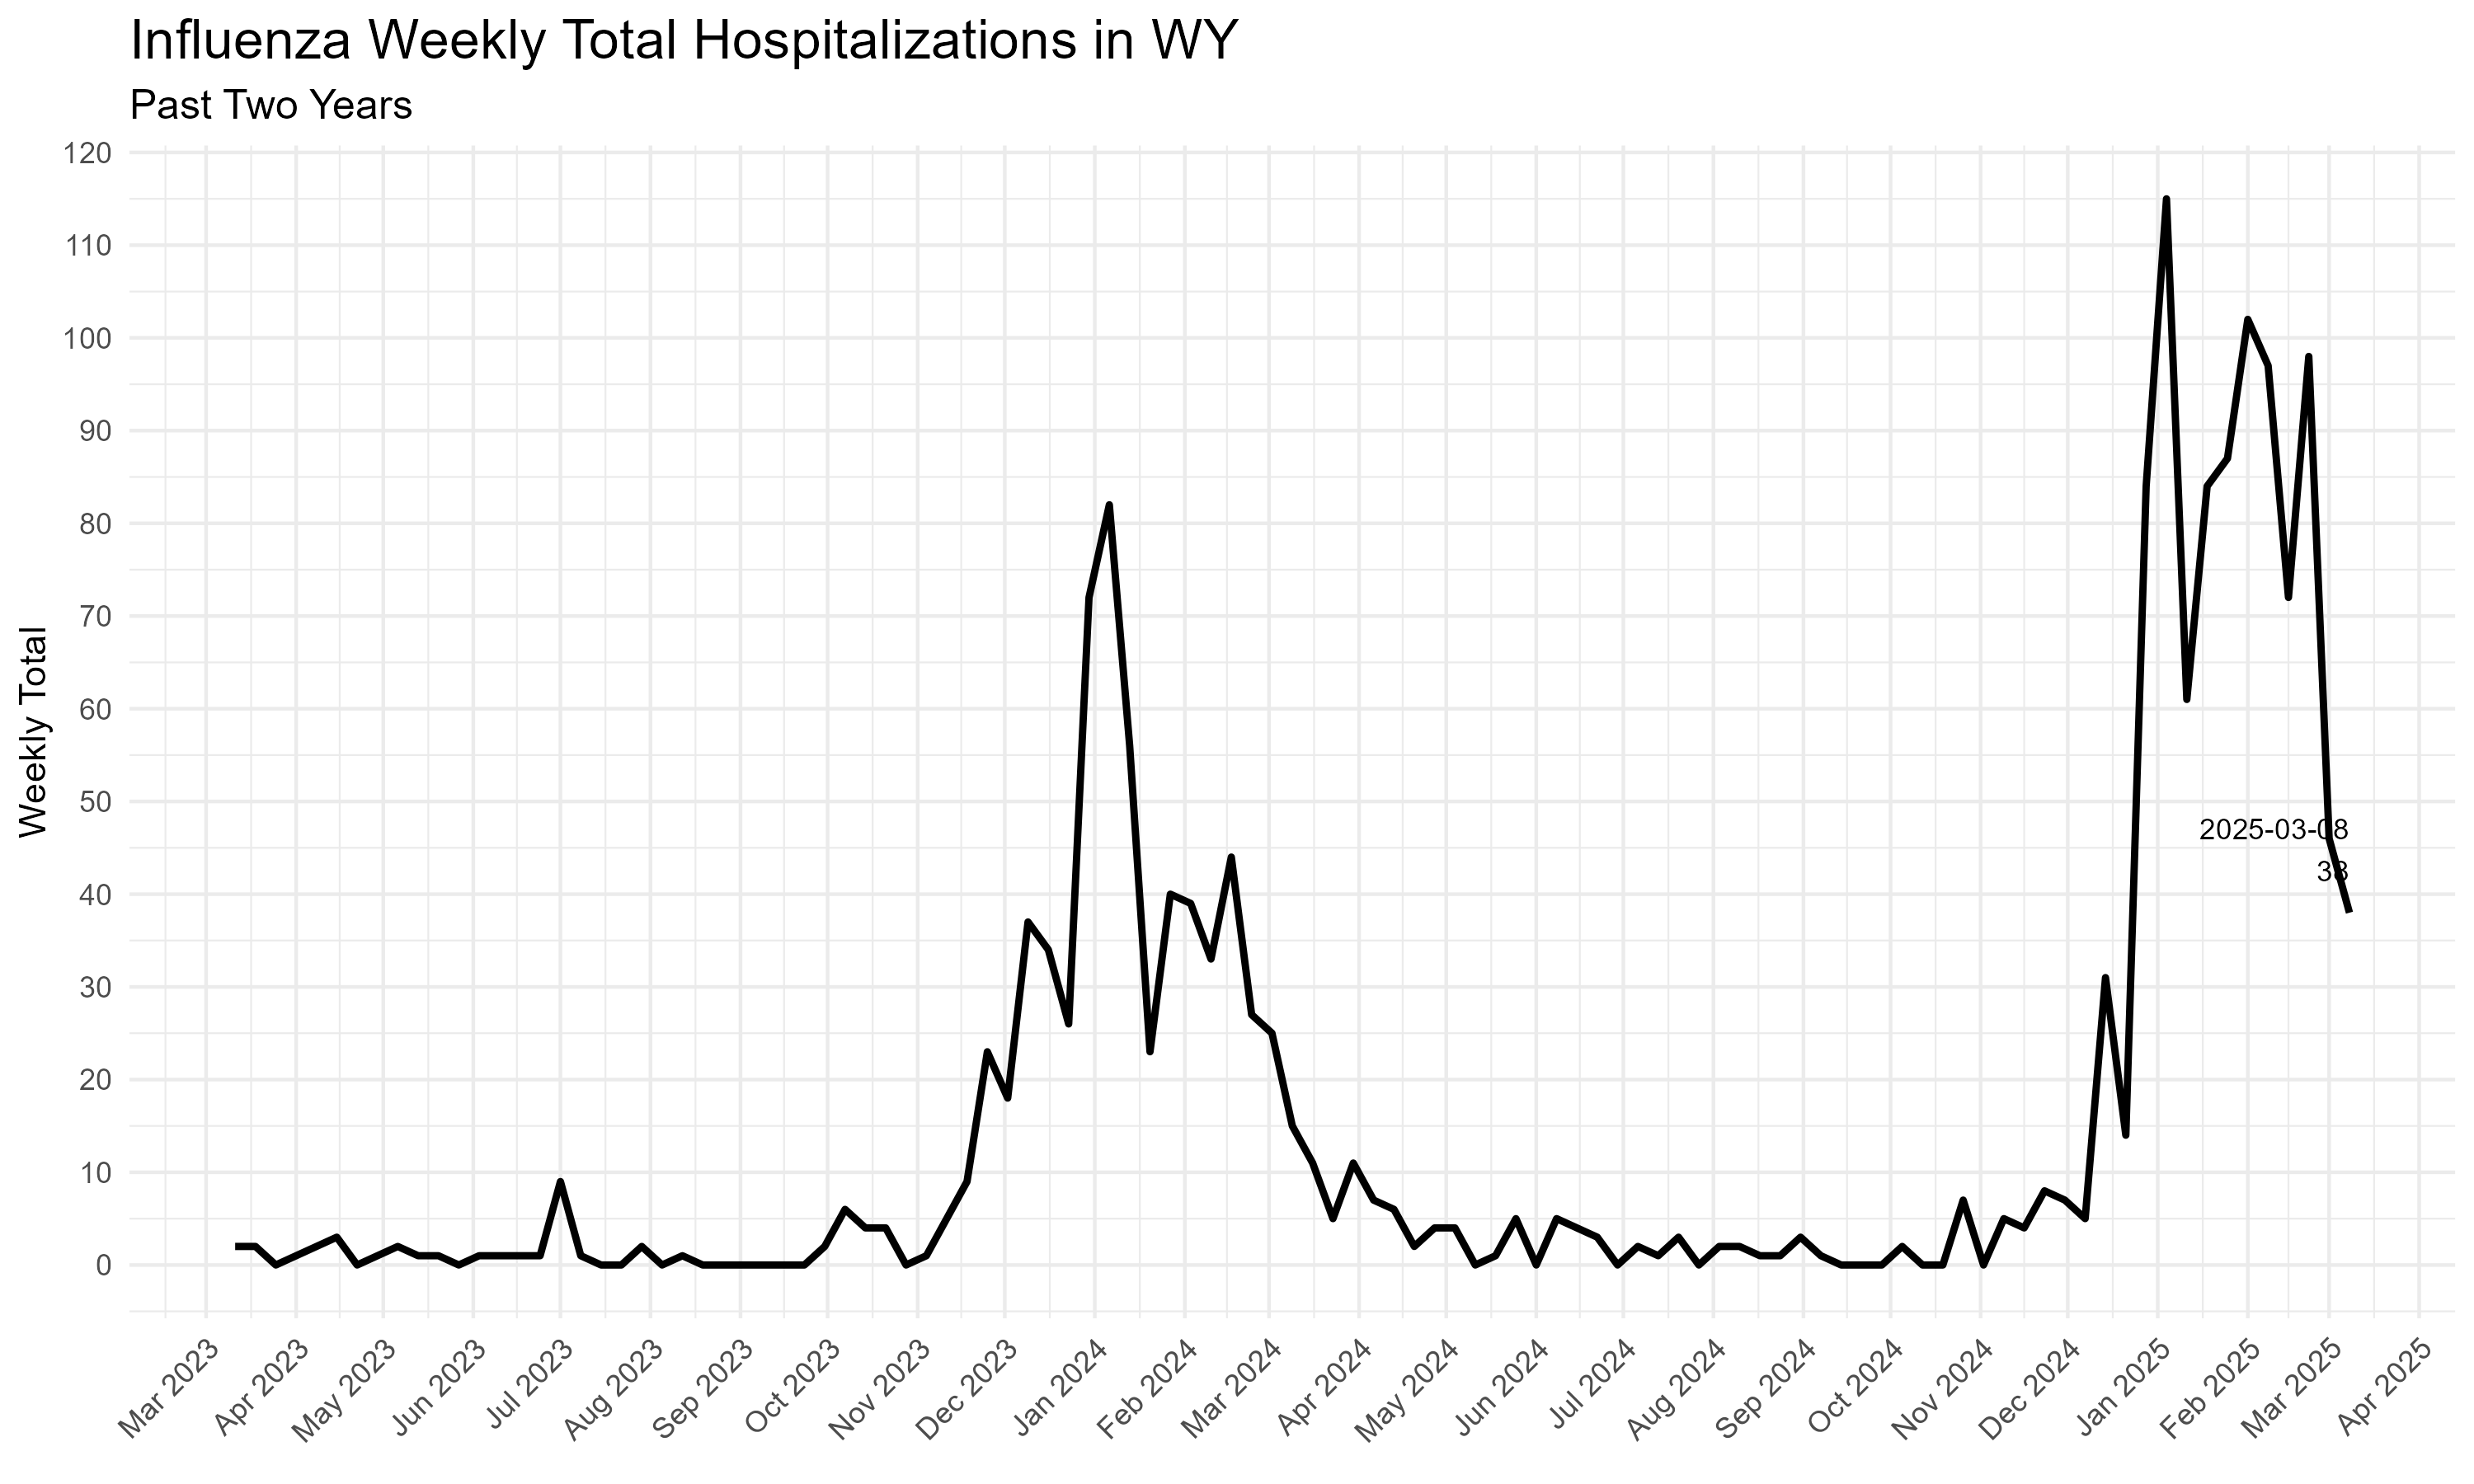 Influenza Weekly Total Hospitalizations in WY
Past Two Years
Weekly Total
120
110
100
90
80
70
60
50
40
30
20
10
0
2025-03-08
38
Mar 2023
Apr 2023
May 2023
Jun 2023
Jul 2023
Aug 2023
Sep 2023
Oct 2023
Nov 2023
Dec 2023
Jan 2024
Feb 2024
Mar 2024
Apr 2024
May 2024
Jun 2024
Jul 2024
Aug 2024
Sep 2024
Oct 2024
Nov 2024
Dec 2024
Jan 2025
Feb 2025
Mar 2025
Apr 2025